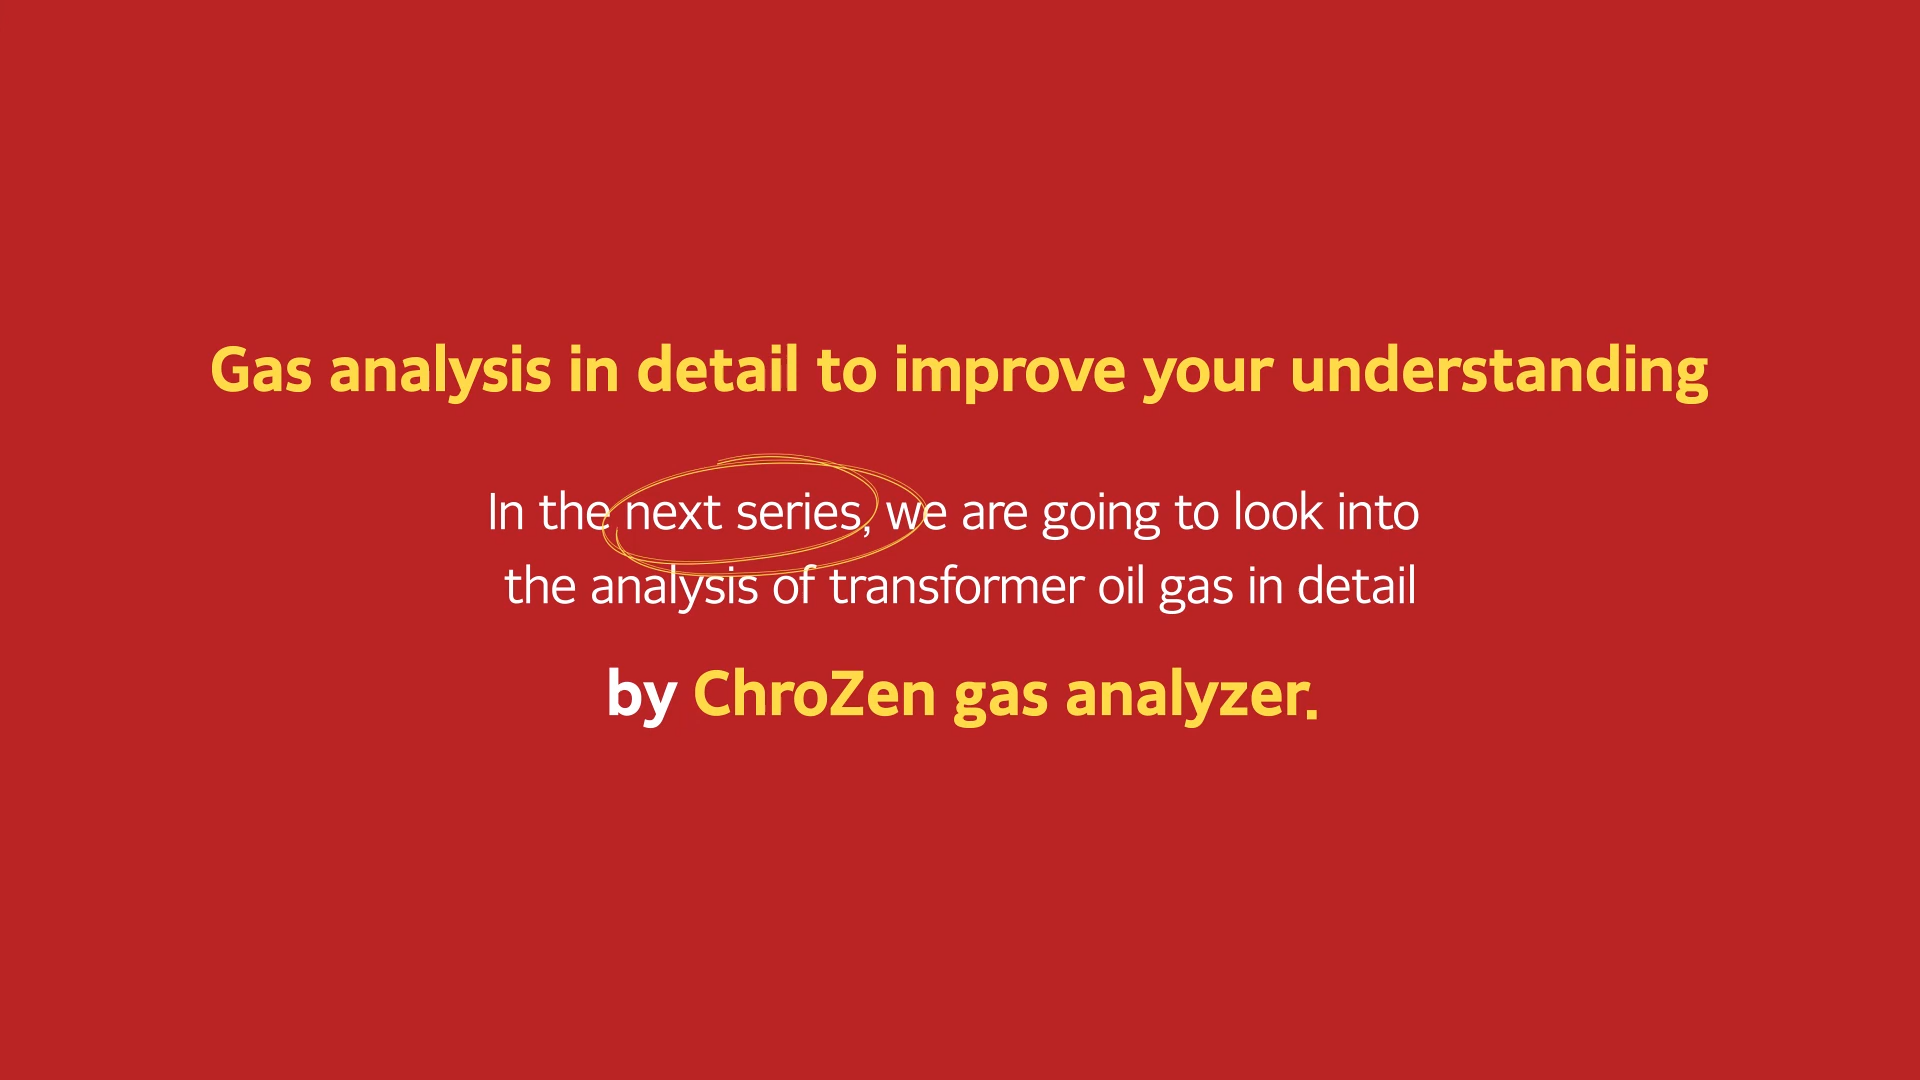 Gas analysis in detail to improve your understanding
In the next series, we are going to look into
the analysis of transformer oil gas in detail
by ChroZen gas analyzer.